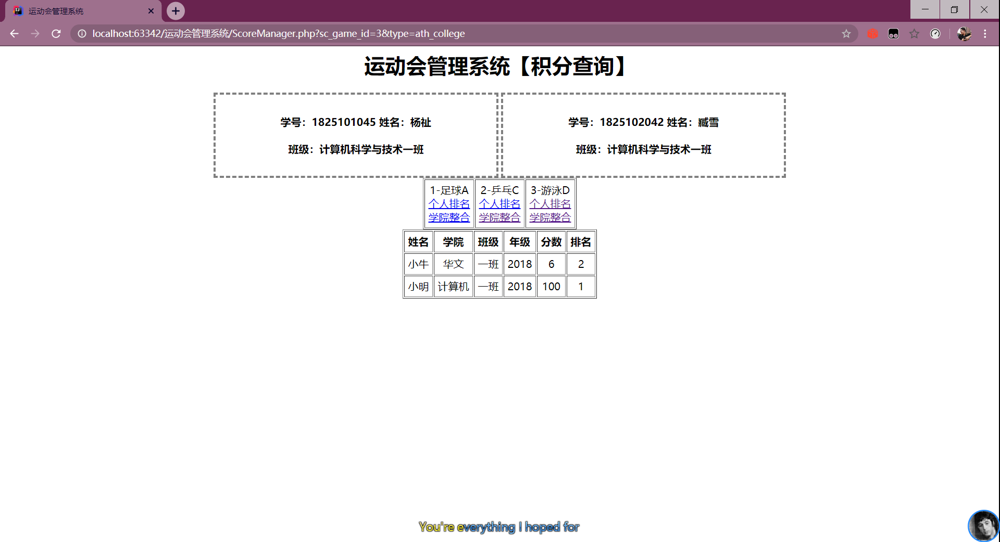 运动会管理系统
localhost:63342/运动会管理系统/ScoreManager.php?sc_game_id=3&type=ath_college
运动会管理系统【积分查询】
学号：1825101045 姓名：杨祉
班级：计算机科学与技术一班
学号：1825102042 姓名：臧雪
班级：计算机科学与技术一班
1-足球A 2-乒乓C 3-游泳D
个人排名 个人排名 个人排名
学院整合 学院整合 学院整合
姓名 学院 班级 年级 分数 排名
小牛 华文 一班 2018 6 2
小明 计算机 一班 2018 100 1
You're everything I hoped for